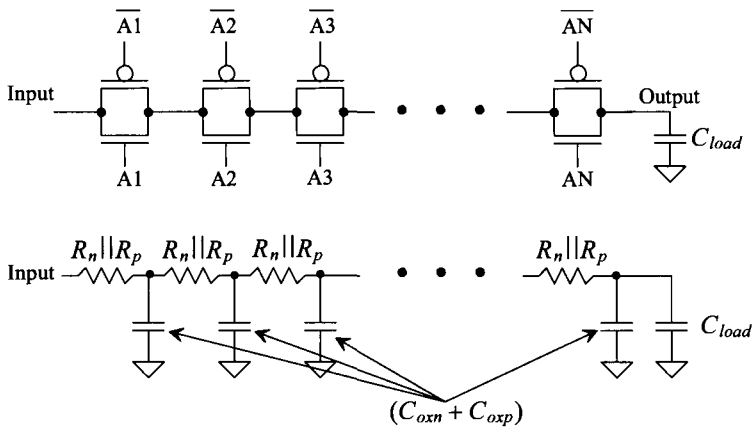 A1 A2 A3 AN
Input Output
C_load
A1 A2 A3 AN
R_n||R_p R_n||R_p R_n||R_p R_n||R_p
Input
C_load
(C_oxn + C_oxp)